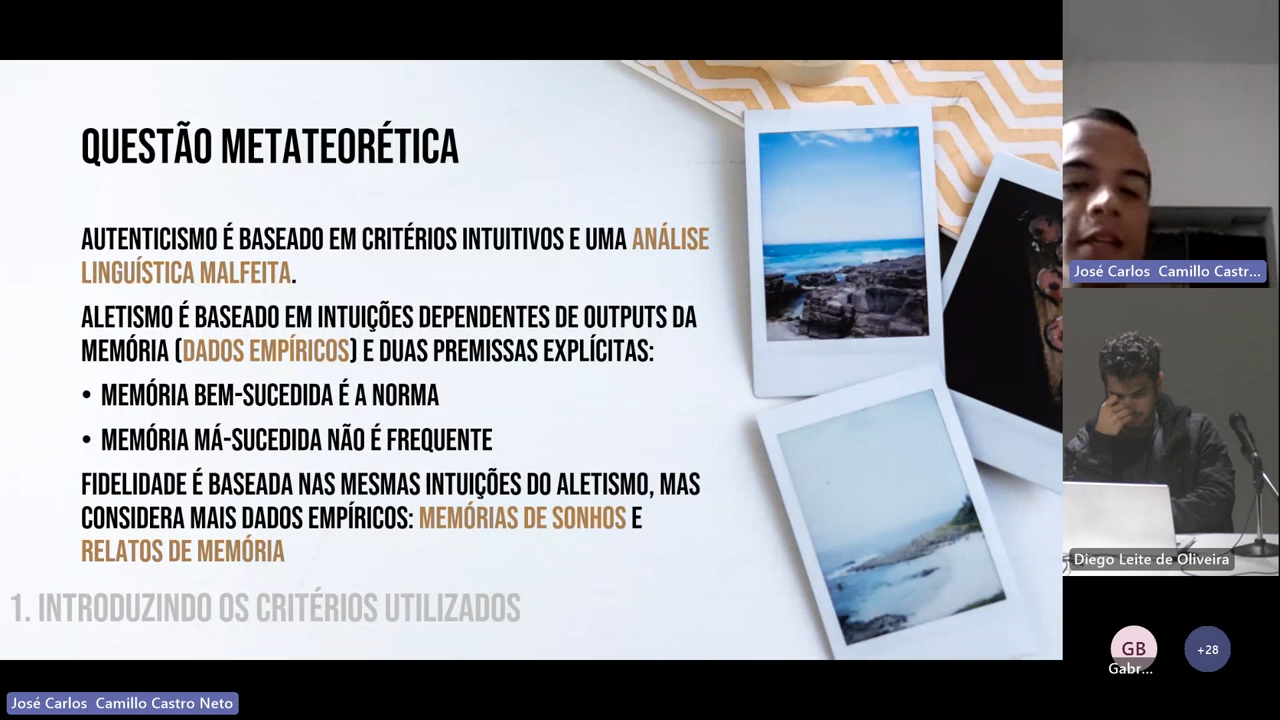 QUESTÃO METATEORÉTICA
AUTENTICISMO É BASEADO EM CRITÉRIOS INTUITIVOS E UMA ANÁLISE
LINGUÍSTICA MALFEITA.
ALETISMO É BASEADO EM INTUIÇÕES DEPENDENTES DE OUTPUTS DA
MEMÓRIA (DADOS EMPÍRICOS) E DUAS PREMISSAS EXPLÍCITAS:
• MEMÓRIA BEM-SUCEDIDA É A NORMA
• MEMÓRIA MÁ-SUCEDIDA NÃO É FREQUENTE
FIDELIDADE É BASEADA NAS MESMAS INTUIÇÕES DO ALETISMO, MAS
CONSIDERA MAIS DADOS EMPÍRICOS: MEMÓRIAS DE SONHOS E
RELATOS DE MEMÓRIA
1. INTRODUZINDO OS CRITÉRIOS UTILIZADOS
José Carlos Camillo Castro Neto
José Carlos Camillo Castr...
Diego Leite de Oliveira
GB
Gabr...
+28